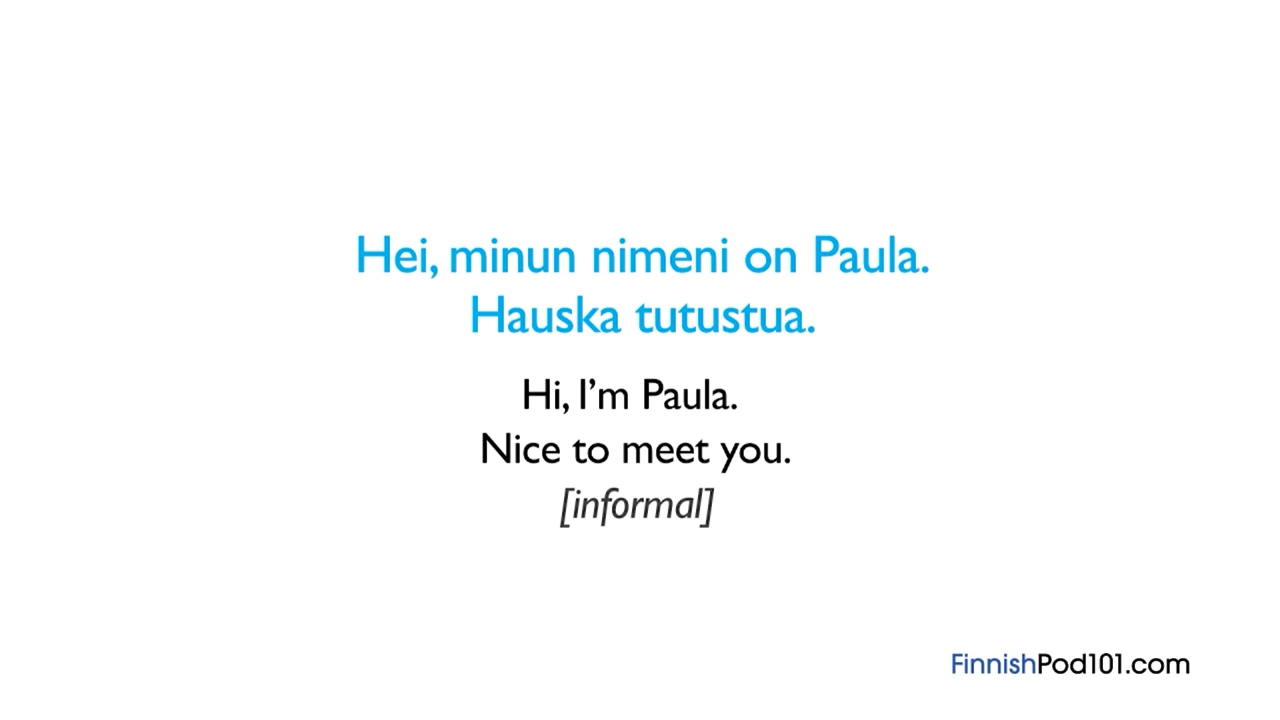 Hei, minun nimeni on Paula.
Hauska tutustua.
Hi, I’m Paula.
Nice to meet you.
[informal]
FinnishPod101.com